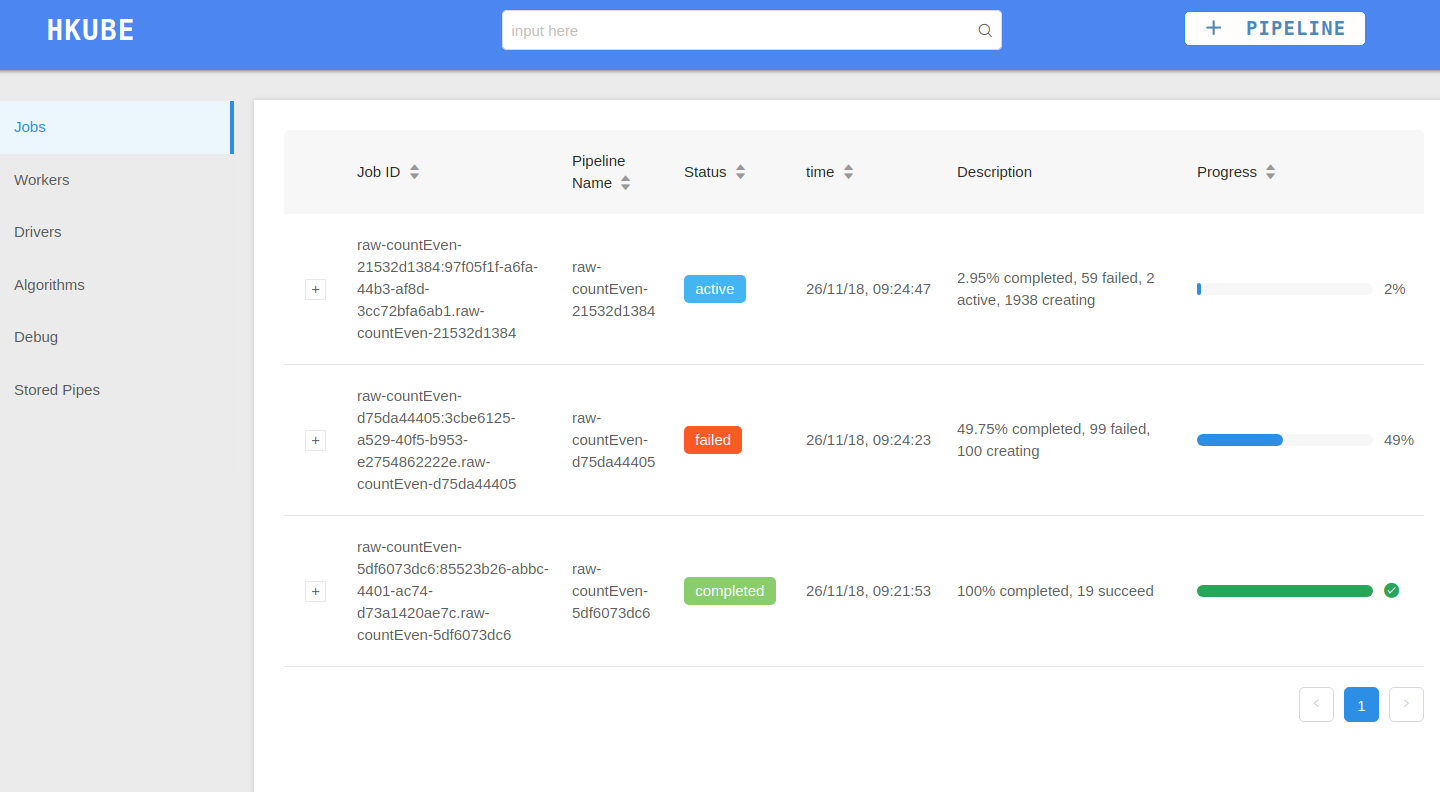 HKUBE
input here
+ PIPELINE
Jobs
Workers
Drivers
Algorithms
Debug
Stored Pipes
Job ID
Pipeline
Name
Status
time
Description
Progress
+
raw-countEven-
21532d1384:97f05f1f-a6fa-
44b3-af8d-
3cc72bfa6ab1.raw-
countEven-21532d1384
raw-
countEven-
21532d1384
active
26/11/18, 09:24:47
2.95% completed, 59 failed, 2
active, 1938 creating
2%
+
raw-countEven-
d75da44405:3cbe6125-
a529-40f5-b953-
e2754862222e.raw-
countEven-d75da44405
raw-
countEven-
d75da44405
failed
26/11/18, 09:24:23
49.75% completed, 99 failed,
100 creating
49%
+
raw-countEven-
5df6073dc6:85523b26-abbc-
4401-ac74-
d73a1420ae7c.raw-
countEven-5df6073dc6
raw-
countEven-
5df6073dc6
completed
26/11/18, 09:21:53
100% completed, 19 succeed
< 1 >